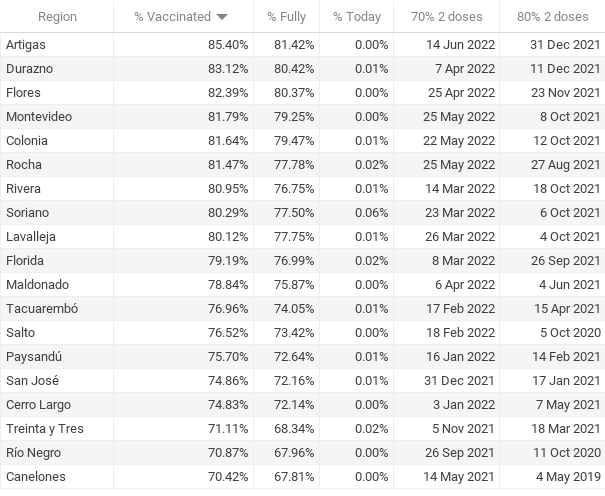 Region % Vaccinated % Fully % Today 70% 2 doses 80% 2 doses
Artigas 85.40% 81.42% 0.00% 14 Jun 2022 31 Dec 2021
Durazno 83.12% 80.42% 0.01% 7 Apr 2022 11 Dec 2021
Flores 82.39% 80.37% 0.00% 25 Apr 2022 23 Nov 2021
Montevideo 81.79% 79.25% 0.00% 25 May 2022 8 Oct 2021
Colonia 81.64% 79.47% 0.01% 22 May 2022 12 Oct 2021
Rocha 81.47% 77.78% 0.02% 25 May 2022 27 Aug 2021
Rivera 80.95% 76.75% 0.01% 14 Mar 2022 18 Oct 2021
Soriano 80.29% 77.50% 0.06% 23 Mar 2022 6 Oct 2021
Lavalleja 80.12% 77.75% 0.01% 26 Mar 2022 4 Oct 2021
Florida 79.19% 76.99% 0.02% 8 Mar 2022 26 Sep 2021
Maldonado 78.84% 75.87% 0.00% 6 Apr 2022 4 Jun 2021
Tacuarembó 76.96% 74.05% 0.01% 17 Feb 2022 15 Apr 2021
Salto 76.52% 73.42% 0.00% 18 Feb 2022 5 Oct 2020
Paysandú 75.70% 72.64% 0.01% 16 Jan 2022 14 Feb 2021
San José 74.86% 72.16% 0.01% 31 Dec 2021 17 Jan 2021
Cerro Largo 74.83% 72.14% 0.00% 3 Jan 2022 7 May 2021
Treinta y Tres 71.11% 68.34% 0.02% 5 Nov 2021 18 Mar 2021
Río Negro 70.87% 67.96% 0.00% 26 Sep 2021 11 Oct 2020
Canelones 70.42% 67.81% 0.00% 14 May 2021 4 May 2019